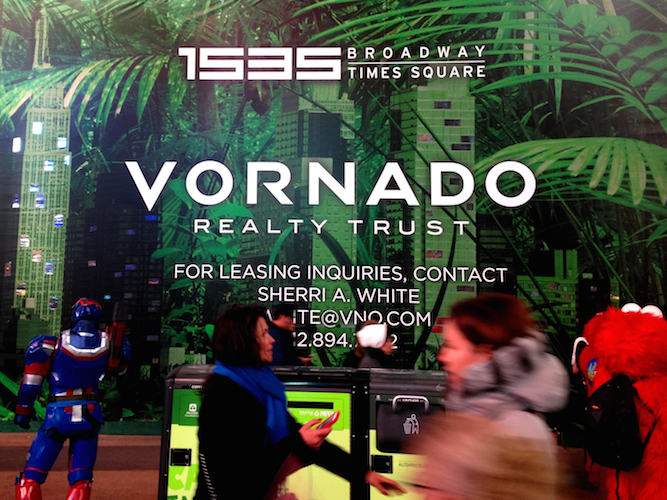 1535 BROADWAY
TIMES SQUARE
VORNADO
REALTY TRUST
FOR LEASING INQUIRIES, CONTACT
SHERRI A. WHITE